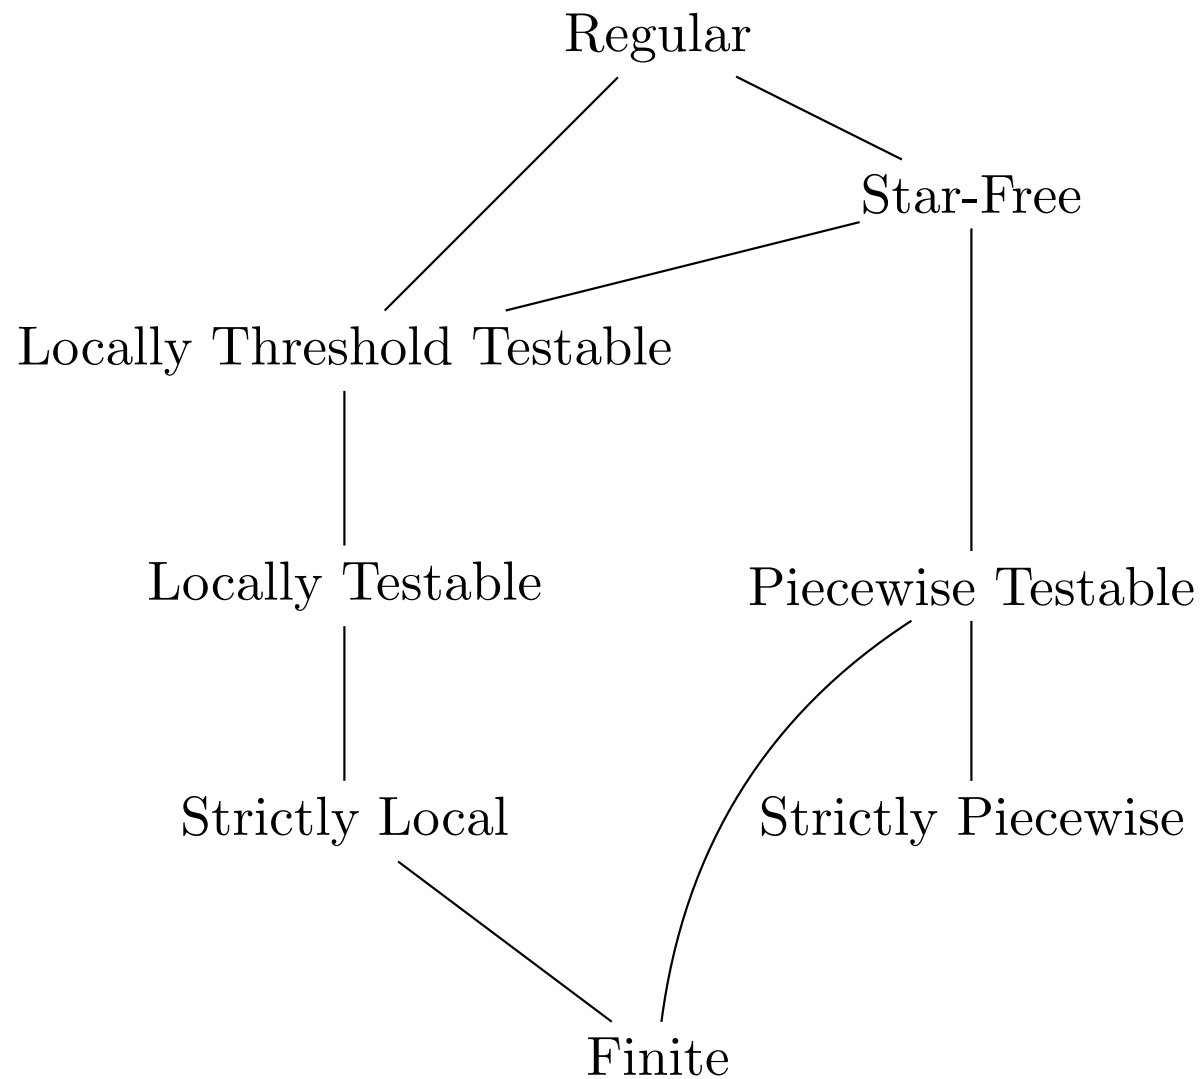 Regular
Star-Free
Locally Threshold Testable
Locally Testable
Piecewise Testable
Strictly Local
Strictly Piecewise
Finite